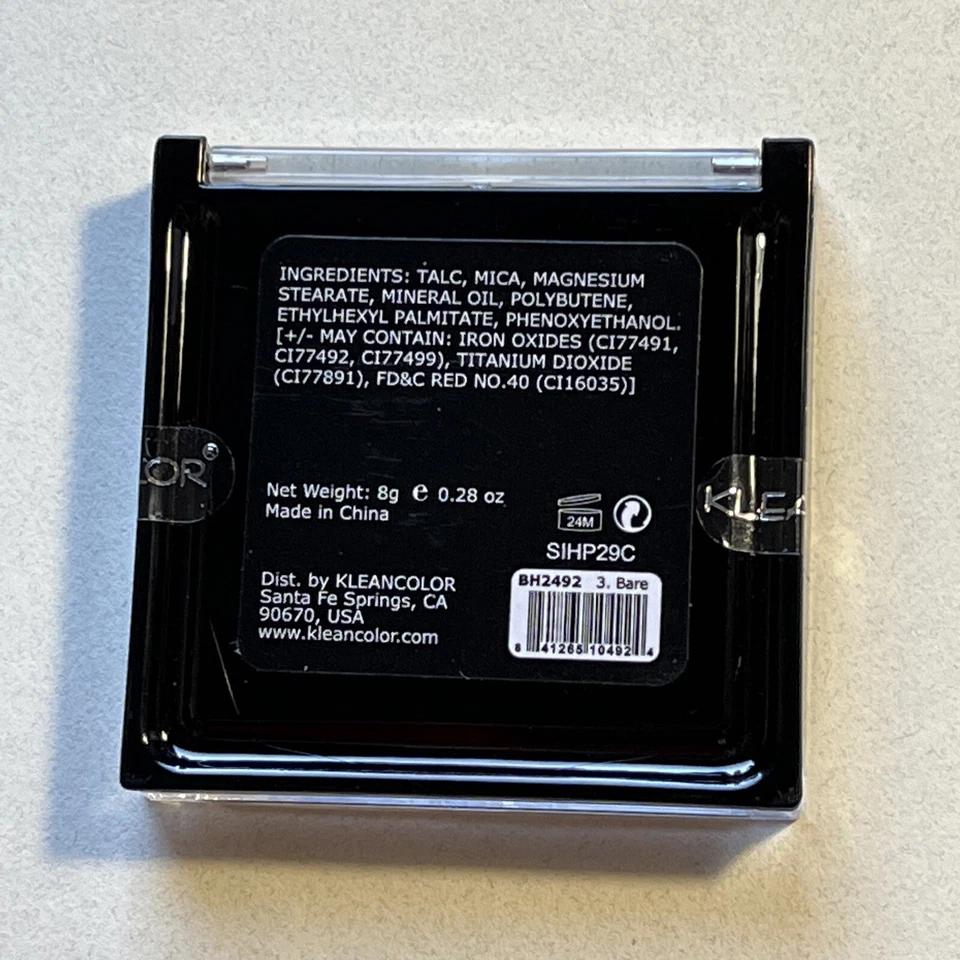 INGREDIENTS: TALC, MICA, MAGNESIUM
STEARATE, MINERAL OIL, POLYBUTENE,
ETHYLHEXYL PALMITATE, PHENOXYETHANOL.
[+/- MAY CONTAIN: IRON OXIDES (CI77491,
CI77492, CI77499), TITANIUM DIOXIDE
(CI77891), FD&C RED NO.40 (CI16035)]
LOR®
KLEA
Net Weight: 8g ℮ 0.28 oz
Made in China
24M
SIHP29C
Dist. by KLEANCOLOR
Santa Fe Springs, CA
90670, USA
www.kleancolor.com
BH2492 3. Bare
8 41265 10492 4